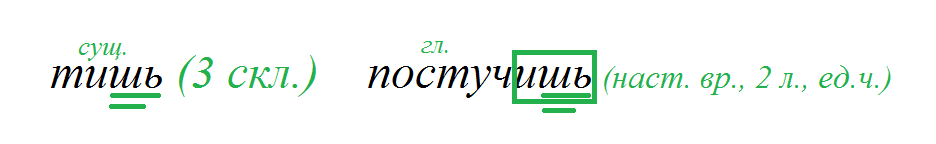 сущ. гл.
тишь (3 скл.) постучишь (наст. вр., 2 л., ед.ч.)